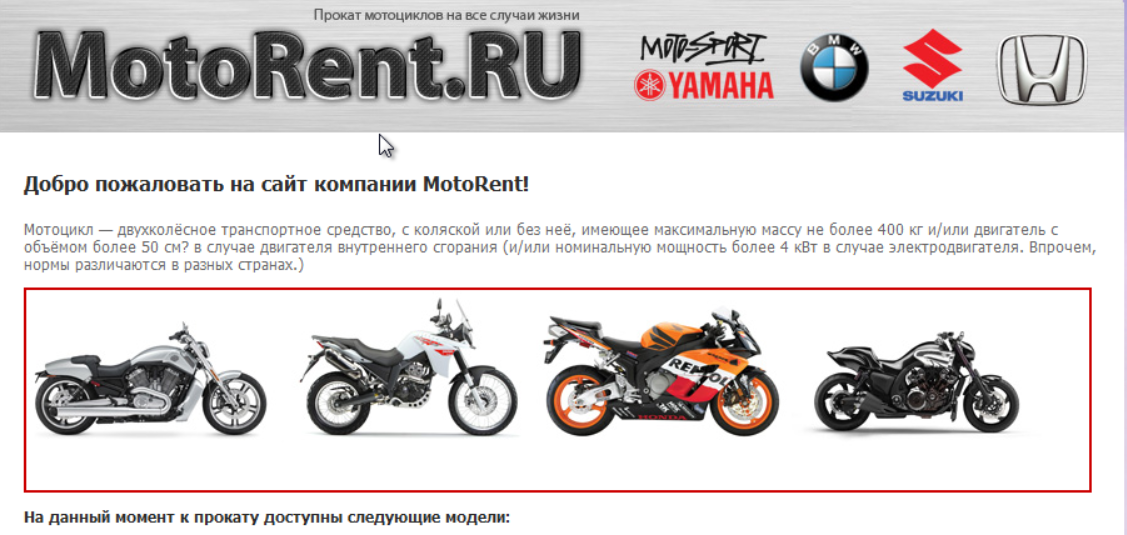 Прокат мотоциклов на все случаи жизни
MotoRent.RU
MOTO-SPORT
YAMAHA
BMW
SUZUKI
Добро пожаловать на сайт компании MotoRent!
Мотоцикл — двухколёсное транспортное средство, с коляской или без неё, имеющее максимальную массу не более 400 кг и/или двигатель с
объёмом более 50 см? в случае двигателя внутреннего сгорания (и/или номинальную мощность более 4 кВт в случае электродвигателя. Впрочем,
нормы различаются в разных странах.)
HONDA
На данный момент к прокату доступны следующие модели: